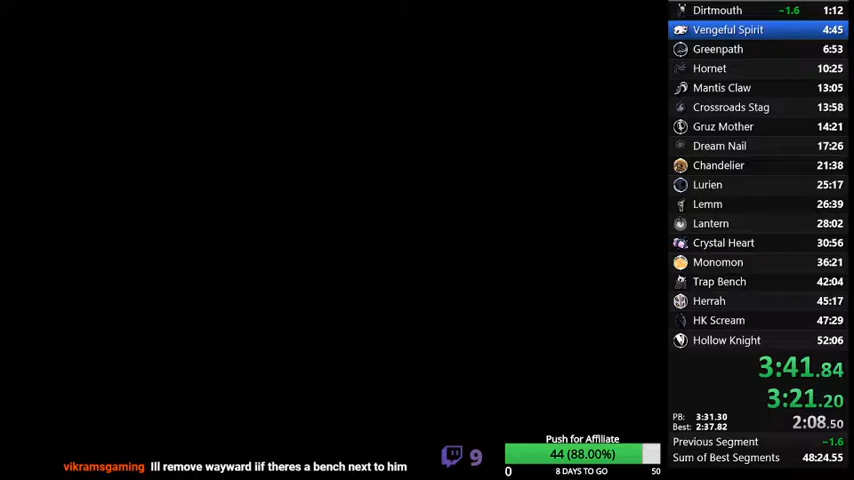 Dirtmouth −1.6 1:12
Vengeful Spirit 4:45
Greenpath 6:53
Hornet 10:25
Mantis Claw 13:05
Crossroads Stag 13:58
Gruz Mother 14:21
Dream Nail 17:26
Chandelier 21:38
Lurien 25:17
Lemm 26:39
Lantern 28:02
Crystal Heart 30:56
Monomon 36:21
Trap Bench 42:04
Herrah 45:17
HK Scream 47:29
Hollow Knight 52:06
3:41.84
3:21.20
PB: 3:31.30
Best: 2:37.82 2:08.50
Previous Segment −1.6
Sum of Best Segments 48:24.55
Push for Affiliate
9 44 (88.00%)
0 8 DAYS TO GO 50
vikramsgaming Ill remove wayward iif theres a bench next to him